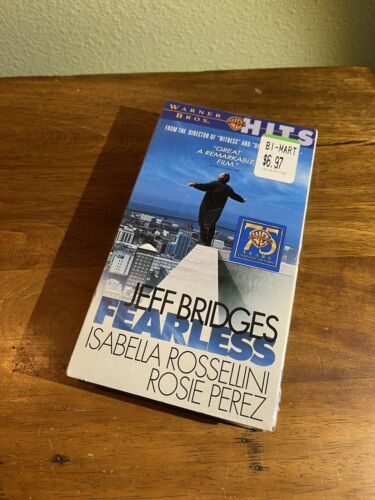 WARNER
BROS.
HITS
FROM THE DIRECTOR OF "WITNESS" AND
BI-MART
$6.97
"GREAT
A REMARKABLE
FILM."
75
YEARS
JEFF BRIDGES
FEARLESS
ISABELLA ROSSELLINI
ROSIE PEREZ